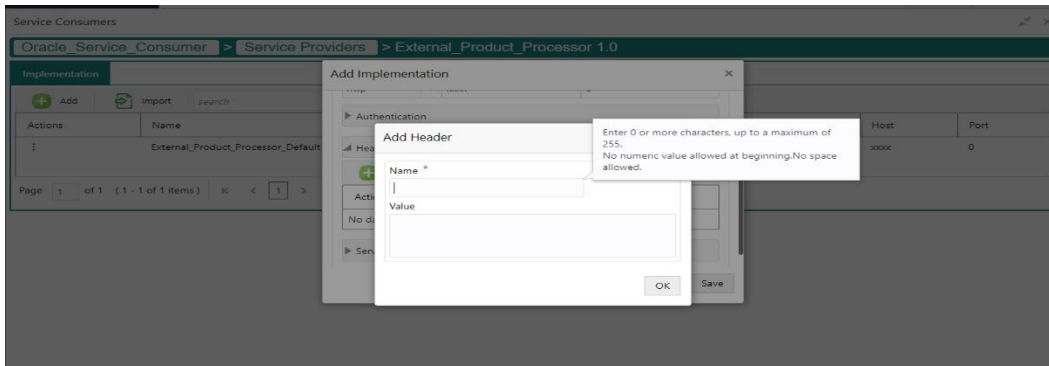 Service Consumers
Oracle_Service_Consumer > Service Providers > External_Product_Processor 1.0
Implementation
Add Implementation ×
Add Import search
Authentication
Actions Name Host Port
Add Header
Enter 0 or more characters, up to a maximum of
255.
No numeric value allowed at beginning.No space
allowed.
External_Product_Processor_Default xxxx 0
Name *
Page 1 of 1 (1 - 1 of 1 items) K < 1 >
Value
OK
Save